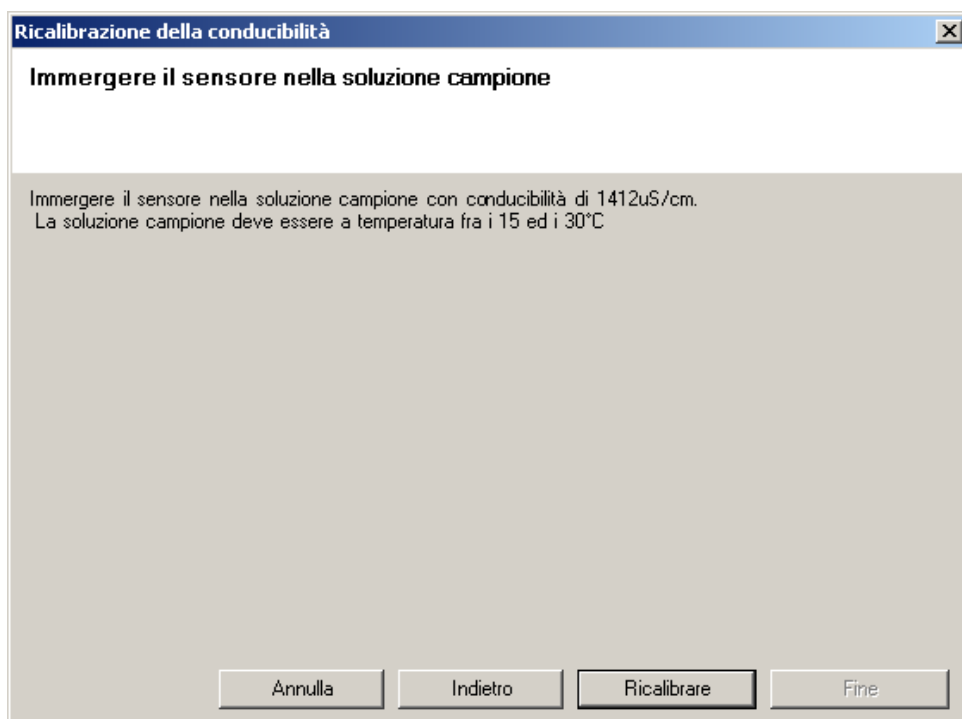 Ricalibrazione della conducibilità
Immergere il sensore nella soluzione campione
Immergere il sensore nella soluzione campione con conducibilità di 1412uS/cm.
La soluzione campione deve essere a temperatura fra i 15 ed i 30°C
Annulla Indietro Ricalibrare Fine